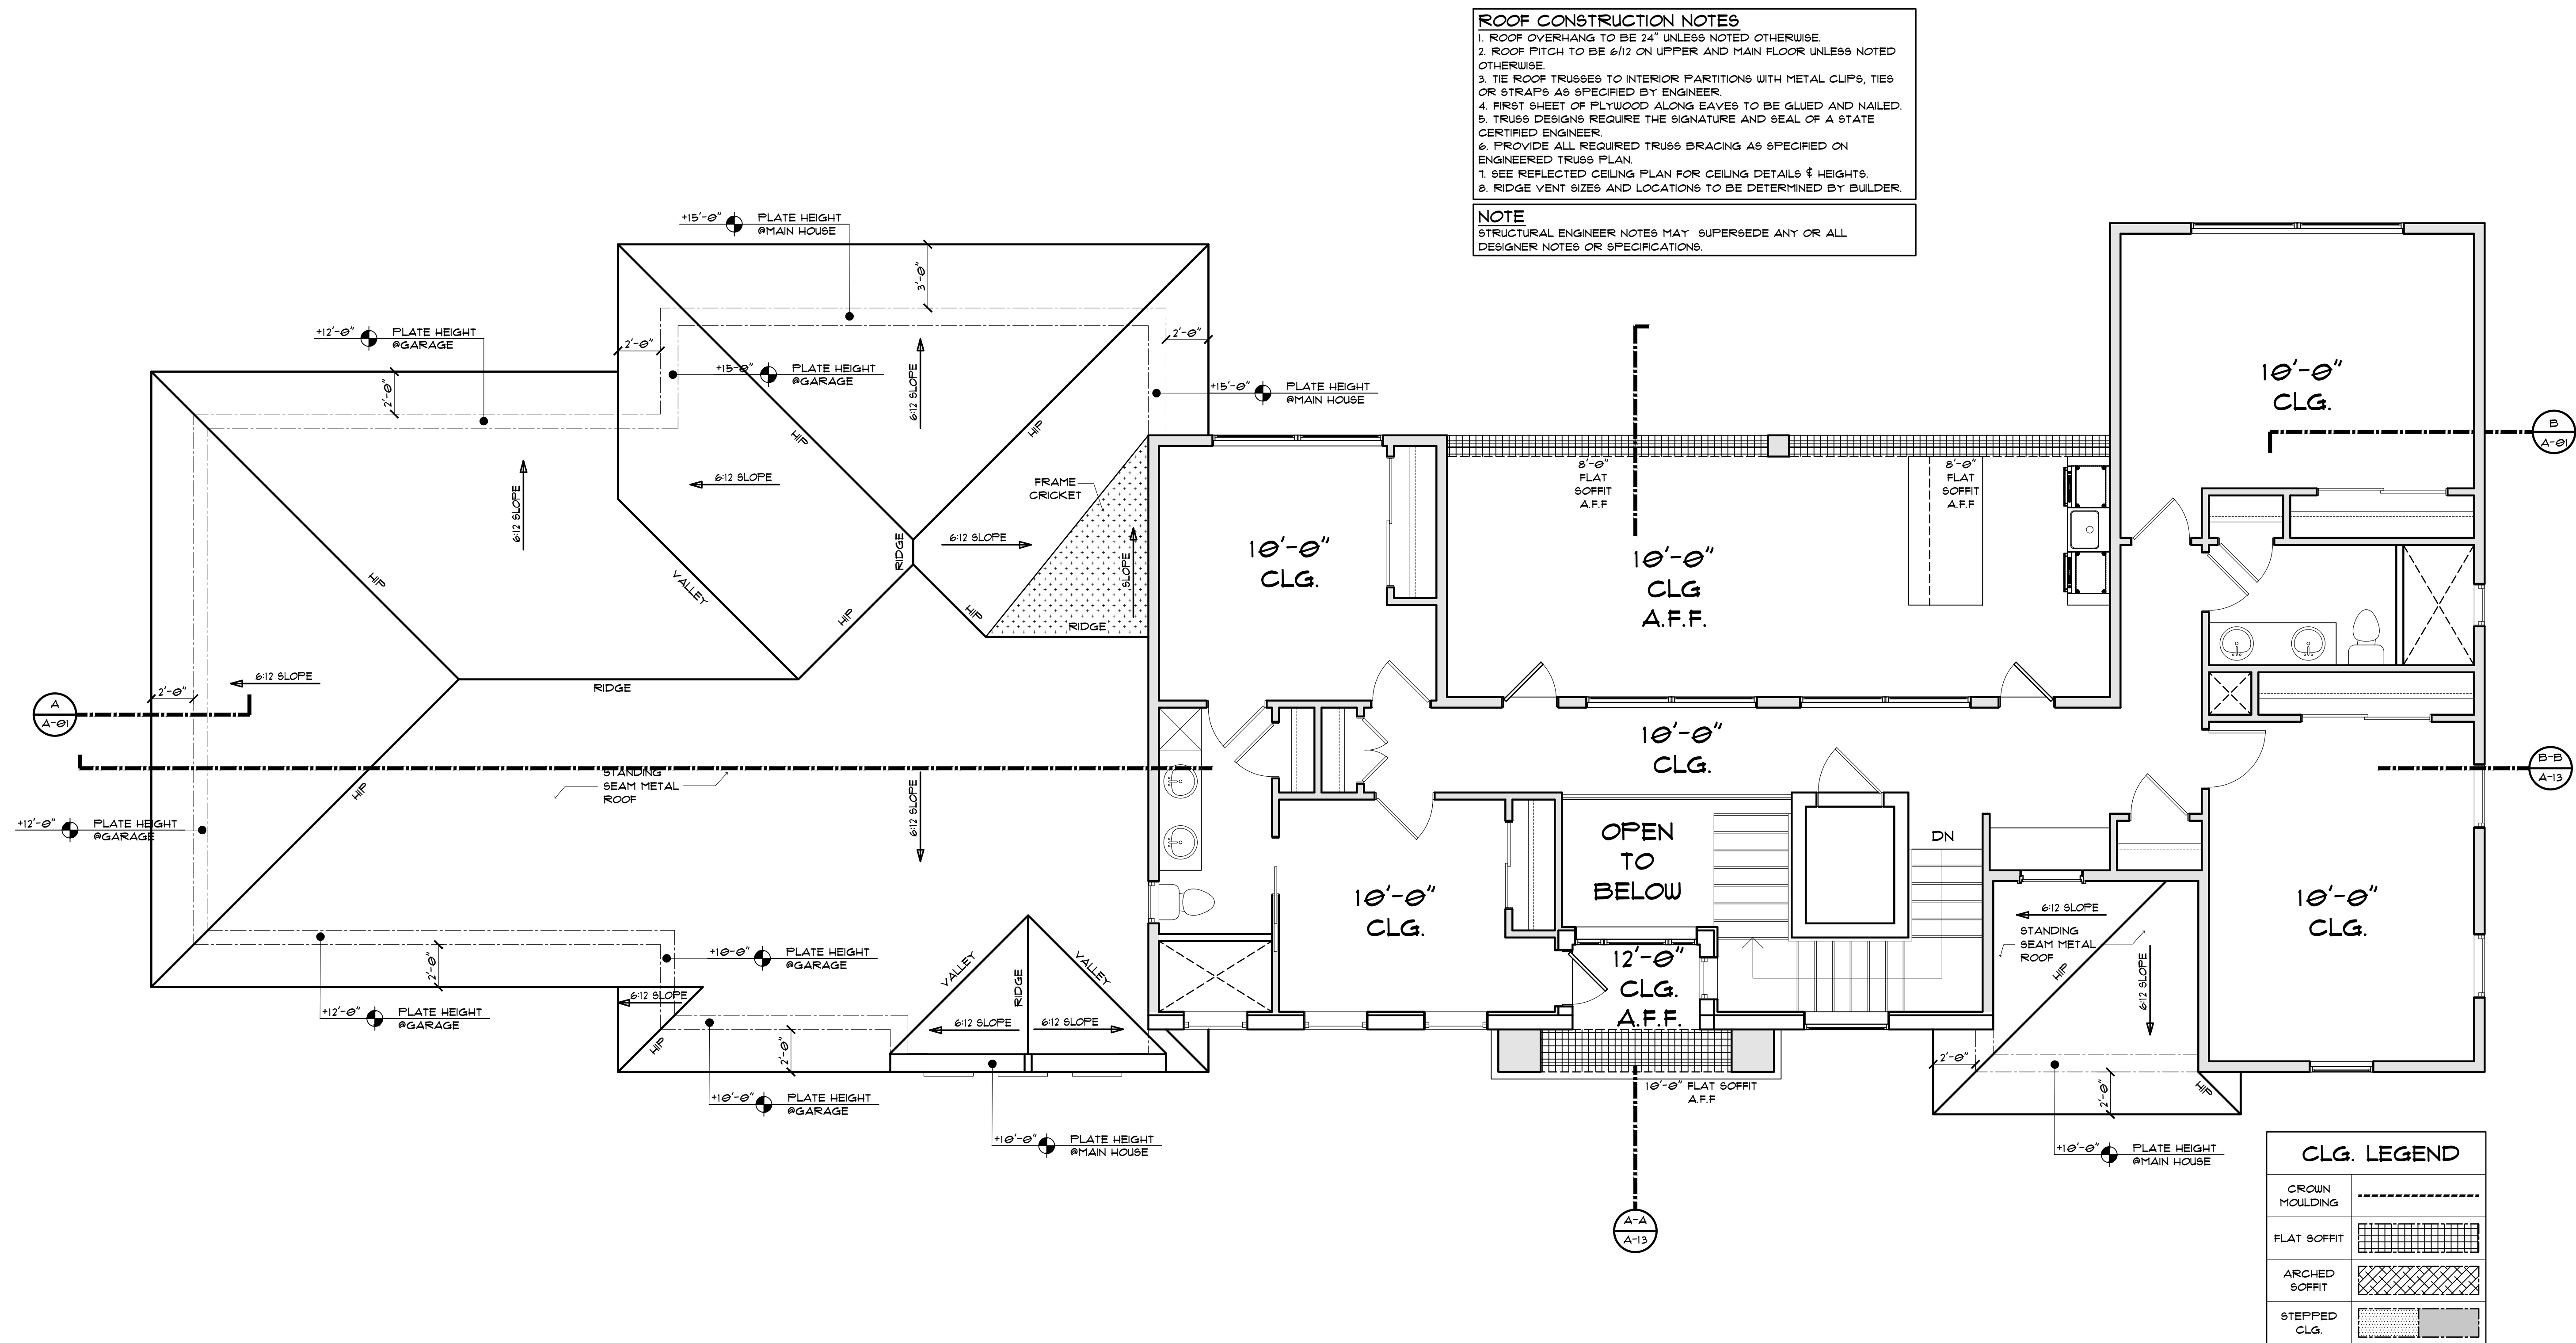 ROOF CONSTRUCTION NOTES
1. ROOF OVERHANG TO BE 24" UNLESS NOTED OTHERWISE.
2. ROOF PITCH TO BE 6/12 ON UPPER AND MAIN FLOOR UNLESS NOTED
OTHERWISE.
3. TIE ROOF TRUSSES TO INTERIOR PARTITIONS WITH METAL CLIPS, TIES
OR STRAPS AS SPECIFIED BY ENGINEER.
4. FIRST SHEET OF PLYWOOD ALONG EAVES TO BE GLUED AND NAILED.
5. TRUSS DESIGNS REQUIRE THE SIGNATURE AND SEAL OF A STATE
CERTIFIED ENGINEER.
6. PROVIDE ALL REQUIRED TRUSS BRACING AS SPECIFIED ON
ENGINEERED TRUSS PLAN.
7. SEE REFLECTED CEILING PLAN FOR CEILING DETAILS & HEIGHTS.
8. RIDGE VENT SIZES AND LOCATIONS TO BE DETERMINED BY BUILDER.
NOTE
STRUCTURAL ENGINEER NOTES MAY SUPERSEDE ANY OR ALL
DESIGNER NOTES OR SPECIFICATIONS.
+15'-0" PLATE HEIGHT
@MAIN HOUSE
3'-0"
+12'-0" PLATE HEIGHT
@GARAGE
2'-0"
2'-0"
2'-0"
+15-0" PLATE HEIGHT
@GARAGE
+15'-0" PLATE HEIGHT
@MAIN HOUSE
6:12 SLOPE
HIP
HIP
6:12 SLOPE
6:12 SLOPE
FRAME
CRICKET
6:12 SLOPE
RIDGE
SLOPE
HIP
VALLEY
HIP
HIP
RIDGE
6:12 SLOPE
RIDGE
2'-0"
A
A-01
STANDING
SEAM METAL
ROOF
HIP
6:12 SLOPE
+12'-0" PLATE HEIGHT
@GARAGE
2'-0"
+10-0" PLATE HEIGHT
@GARAGE
VALLEY
RIDGE
VALLEY
6:12 SLOPE
+12'-0" PLATE HEIGHT
@GARAGE
6:12 SLOPE
6:12 SLOPE
HIP
2'-0"
+10'-0" PLATE HEIGHT
@GARAGE
+10'-0" PLATE HEIGHT
@MAIN HOUSE
10'-0"
CLG.
8'-0"
FLAT
SOFFIT
A.F.F
8'-0"
FLAT
SOFFIT
A.F.F
10'-0"
CLG
A.F.F.
10'-0"
CLG.
B
A-01
10'-0"
CLG.
B-B
A-13
OPEN
TO
BELOW
DN
10'-0"
CLG.
12'-0"
CLG.
A.F.F.
10'-0" FLAT SOFFIT
A.F.F
A-A
A-13
6:12 SLOPE
STANDING
SEAM METAL
ROOF
HIP
6:12 SLOPE
10'-0"
CLG.
2'-0"
2'-0"
HIP
+10'-0" PLATE HEIGHT
@MAIN HOUSE
CLG. LEGEND
CROWN
MOULDING
FLAT SOFFIT
ARCHED
SOFFIT
STEPPED
CLG.